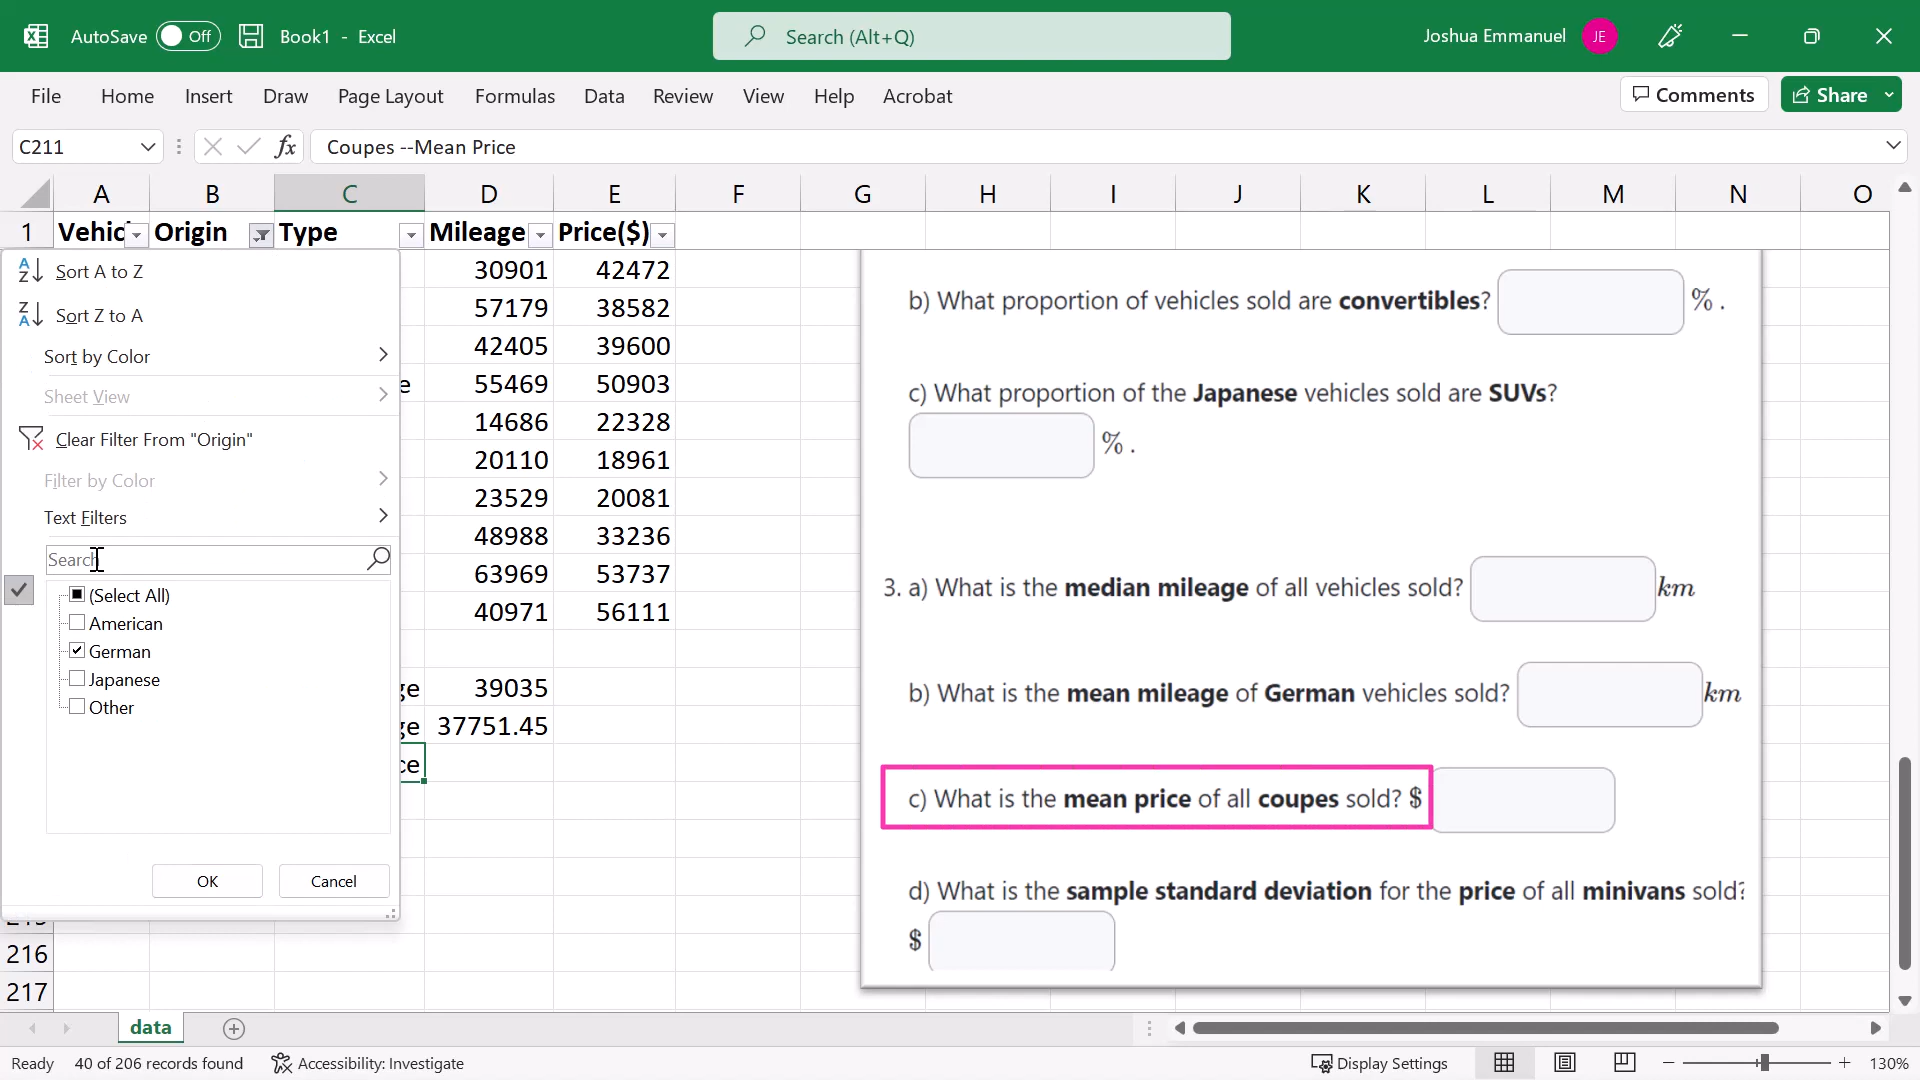 AutoSave Off Book1 - Excel Search (Alt+Q) Joshua Emmanuel JE
File Home Insert Draw Page Layout Formulas Data Review View Help Acrobat Comments Share
C211 fx Coupes --Mean Price
A B C D E F G H I J K L M N O
1 Vehic Origin Type Mileage Price($)
Sort A to Z
Sort Z to A
Sort by Color
Sheet View
Clear Filter From "Origin"
Filter by Color
Text Filters
Search
(Select All)
American
German
Japanese
Other
OK Cancel
30901 42472
57179 38582
42405 39600
e 55469 50903
14686 22328
20110 18961
23529 20081
48988 33236
63969 53737
40971 56111
ge 39035
ge 37751.45
ce
216
217
b) What proportion of vehicles sold are convertibles? % .
c) What proportion of the Japanese vehicles sold are SUVs?
% .
3. a) What is the median mileage of all vehicles sold? km
b) What is the mean mileage of German vehicles sold? km
c) What is the mean price of all coupes sold? $
d) What is the sample standard deviation for the price of all minivans sold?
$
data
Ready 40 of 206 records found Accessibility: Investigate Display Settings 130%